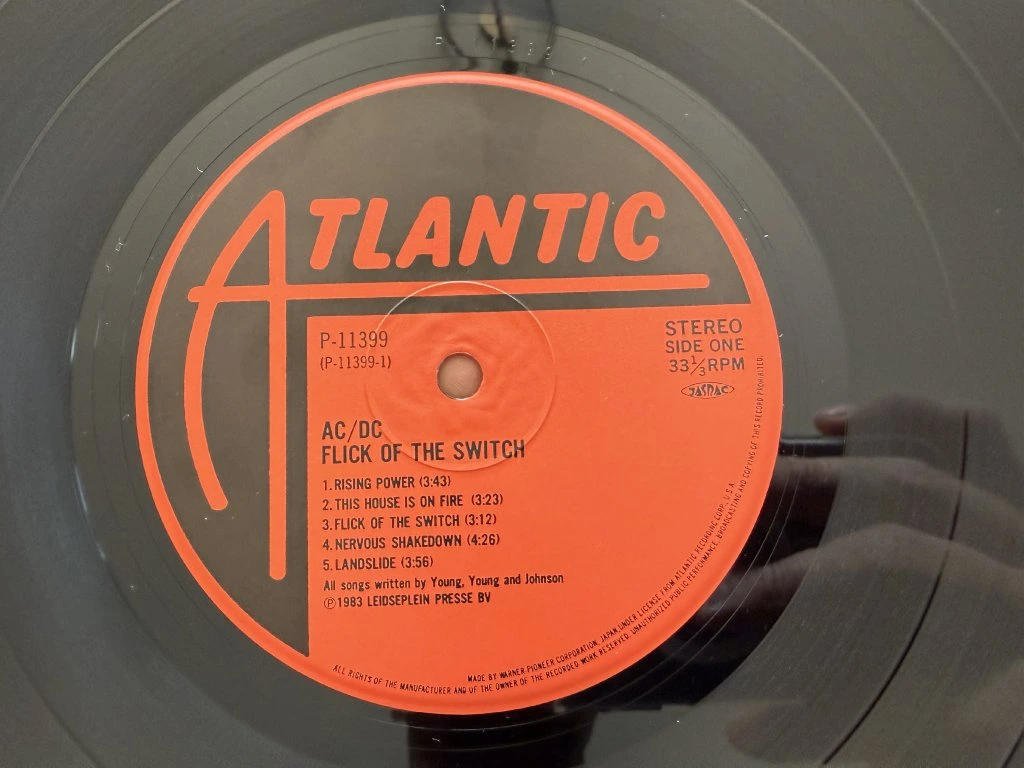 ATLANTIC
P-11399
(P-11399-1)
STEREO
SIDE ONE
33⅓RPM
JASRAC
AC/DC
FLICK OF THE SWITCH
1.RISING POWER (3:43)
2.THIS HOUSE IS ON FIRE (3:23)
3.FLICK OF THE SWITCH (3:12)
4.NERVOUS SHAKEDOWN (4:26)
5.LANDSLIDE (3:56)
All songs written by Young, Young and Johnson
Ⓟ1983 LEIDSEPLEIN PRESSE BV
MADE BY WARNER-PIONEER CORPORATION, JAPAN, UNDER LICENSE FROM ATLANTIC RECORDING CORP., U.S.A.
ALL RIGHTS OF THE MANUFACTURER AND OF THE OWNER OF THE RECORDED WORK RESERVED. UNAUTHORIZED PUBLIC PERFORMANCE, BROADCASTING AND COPYING OF THIS RECORD PROHIBITED.